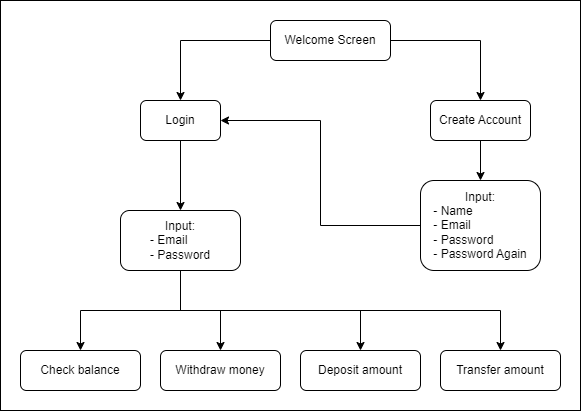 Welcome Screen
Login
Create Account
Input:
- Name
- Email
- Password
- Password Again
Input:
- Email
- Password
Check balance
Withdraw money
Deposit amount
Transfer amount